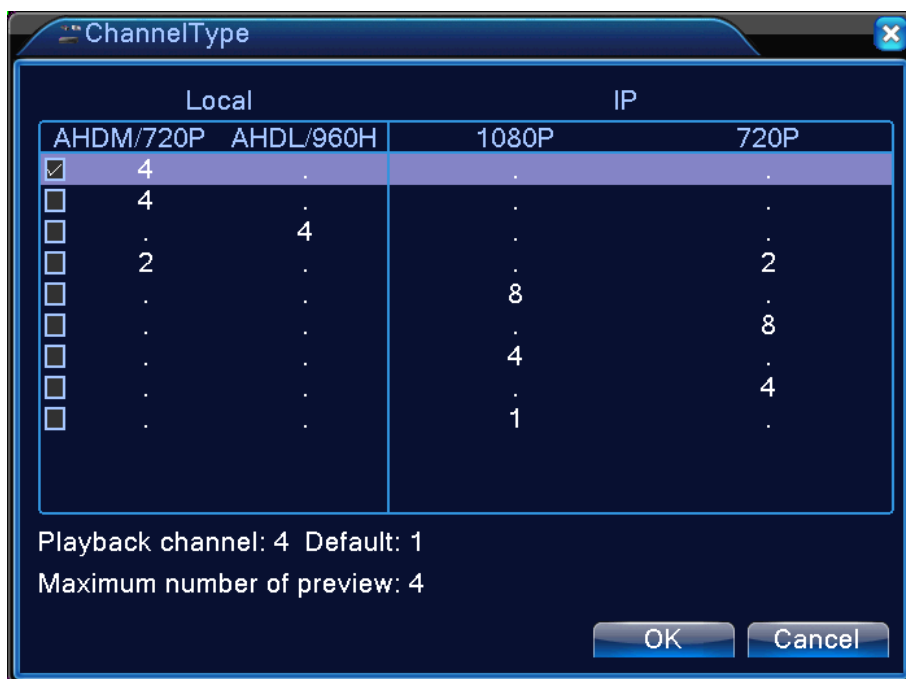 ChannelType
Local IP
AHDM/720P AHDL/960H 1080P 720P
4 . . .
4 . . .
. 4 . .
2 . . 2
. . 8 .
. . . 8
. . 4 .
. . . 4
. . 1 .
Playback channel: 4 Default: 1
Maximum number of preview: 4
OK Cancel